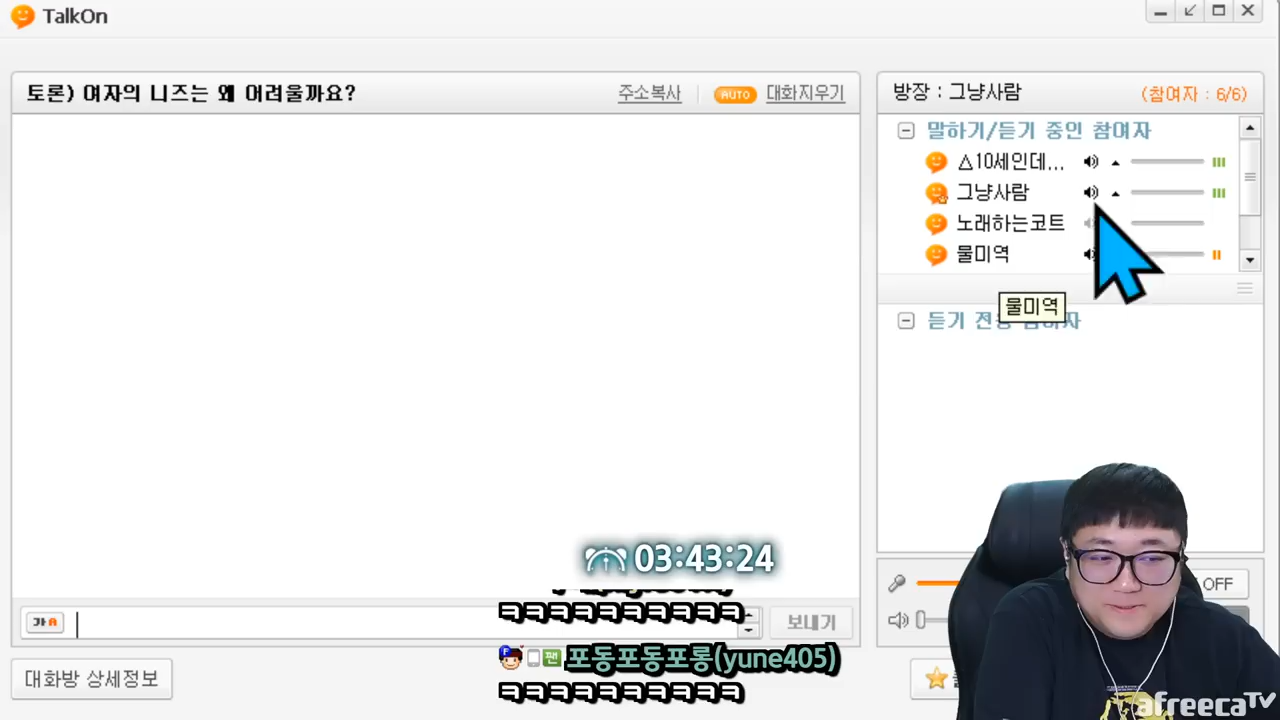 TalkOn
토론) 여자의 니즈는 왜 어려울까요?
주소복사
AUTO
대화지우기
방장 : 그냥사람
(참여자 : 6/6)
말하기/듣기 중인 참여자
△10세인데...
그냥사람
노래하는코트
물미역
물미역
듣기 전용
03:43:24
ㅋㅋㅋㅋㅋㅋㅋㅋㅋㅋ
F 팬 포동포동포롱(yune405)
ㅋㅋㅋㅋㅋㅋㅋㅋㅋㅋ
가A
보내기
대화방 상세정보
OFF
afreecaTV